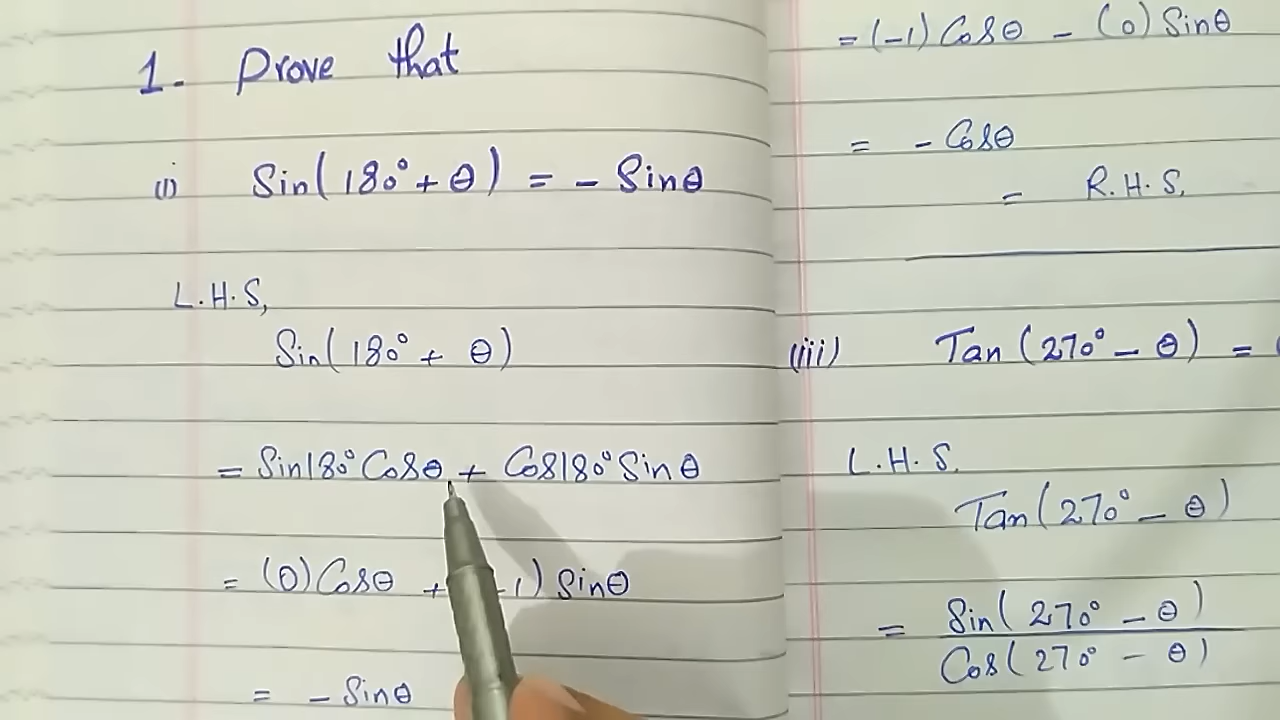 1. Prove that
(i) Sin(180° + θ) = - Sinθ
L.H.S,
Sin(180° + θ)
= Sin180° Cosθ + Cos180° Sinθ
= (0) Cosθ + 1) Sinθ
= - Sinθ
= (-1) Cosθ - (0) Sinθ
= - Cosθ
= R.H.S.
(iii) Tan (270° - θ) =
L.H.S.
Tan(270° - θ)
= Sin(270° - θ)
Cos(270° - θ)